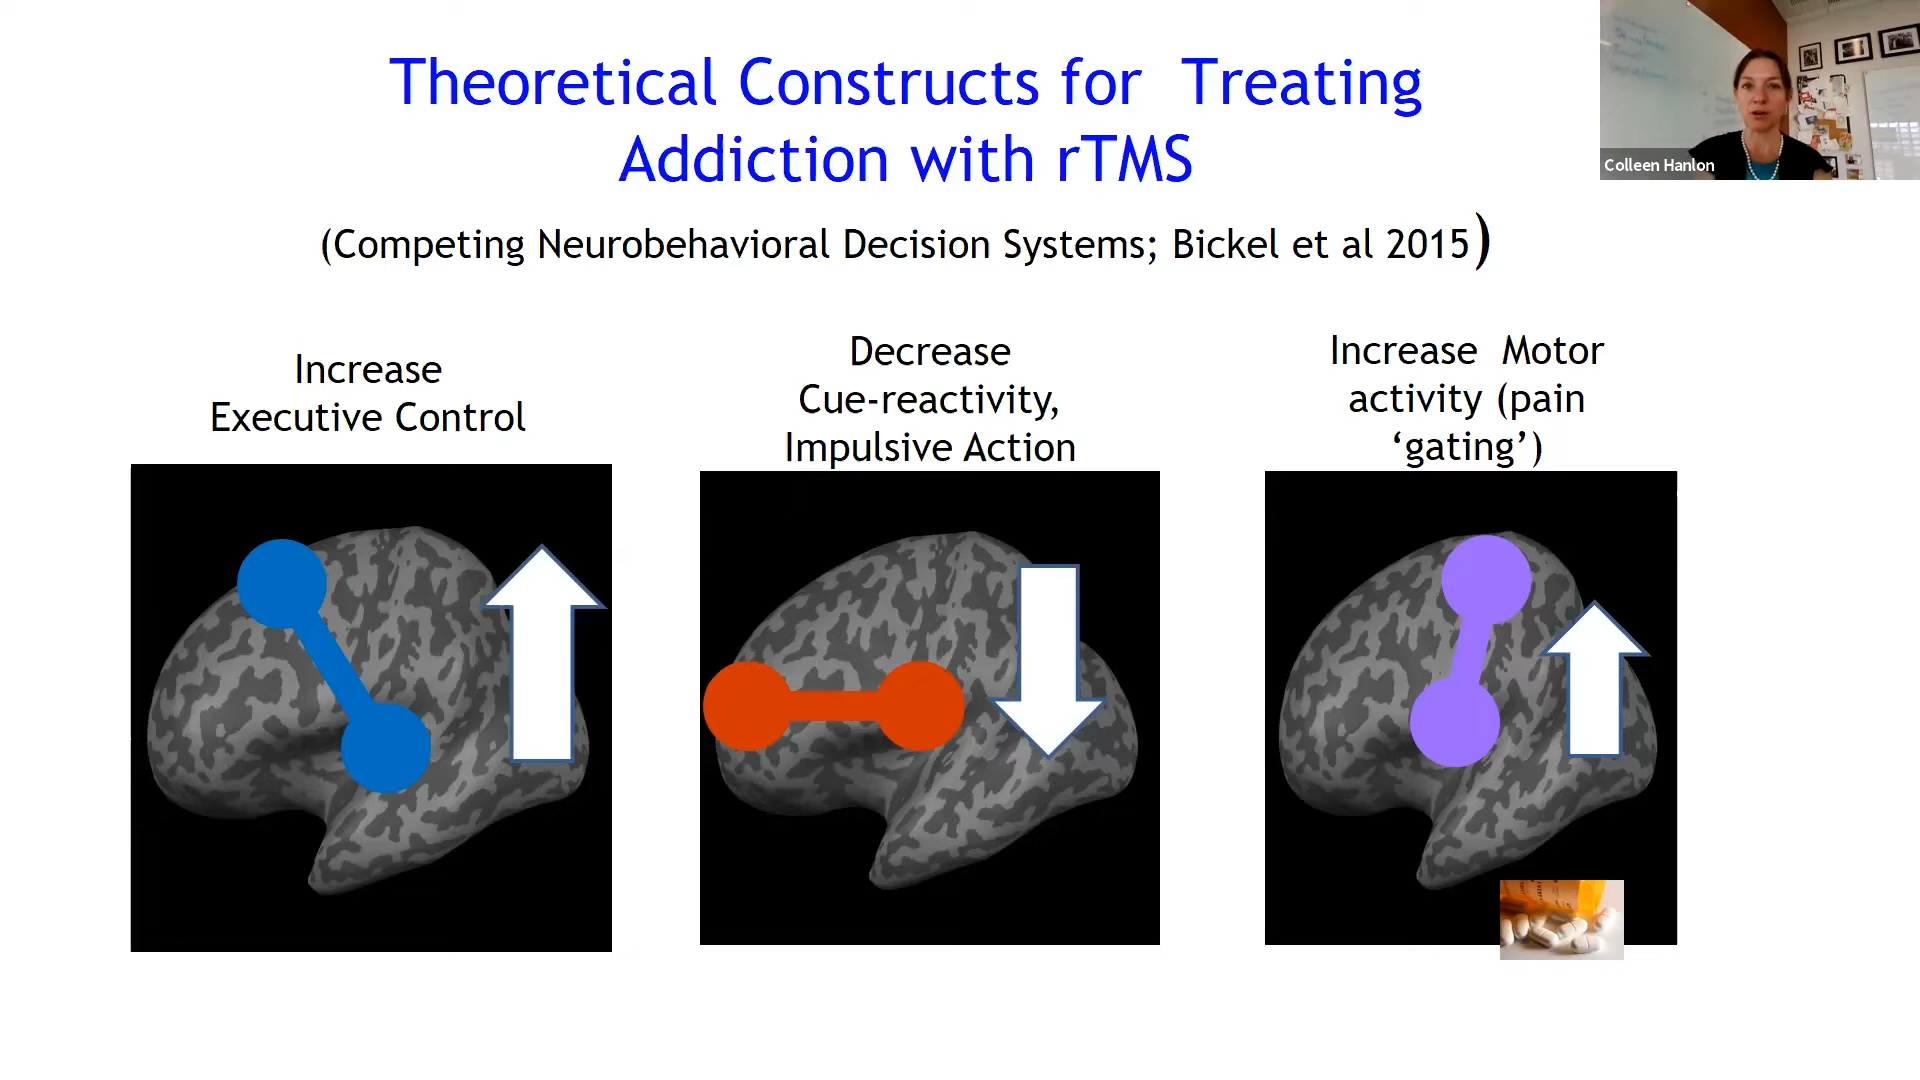 Theoretical Constructs for Treating
Addiction with rTMS
(Competing Neurobehavioral Decision Systems; Bickel et al 2015)
Colleen Hanlon
Increase
Executive Control
Decrease
Cue-reactivity,
Impulsive Action
Increase Motor
activity (pain
‘gating’)